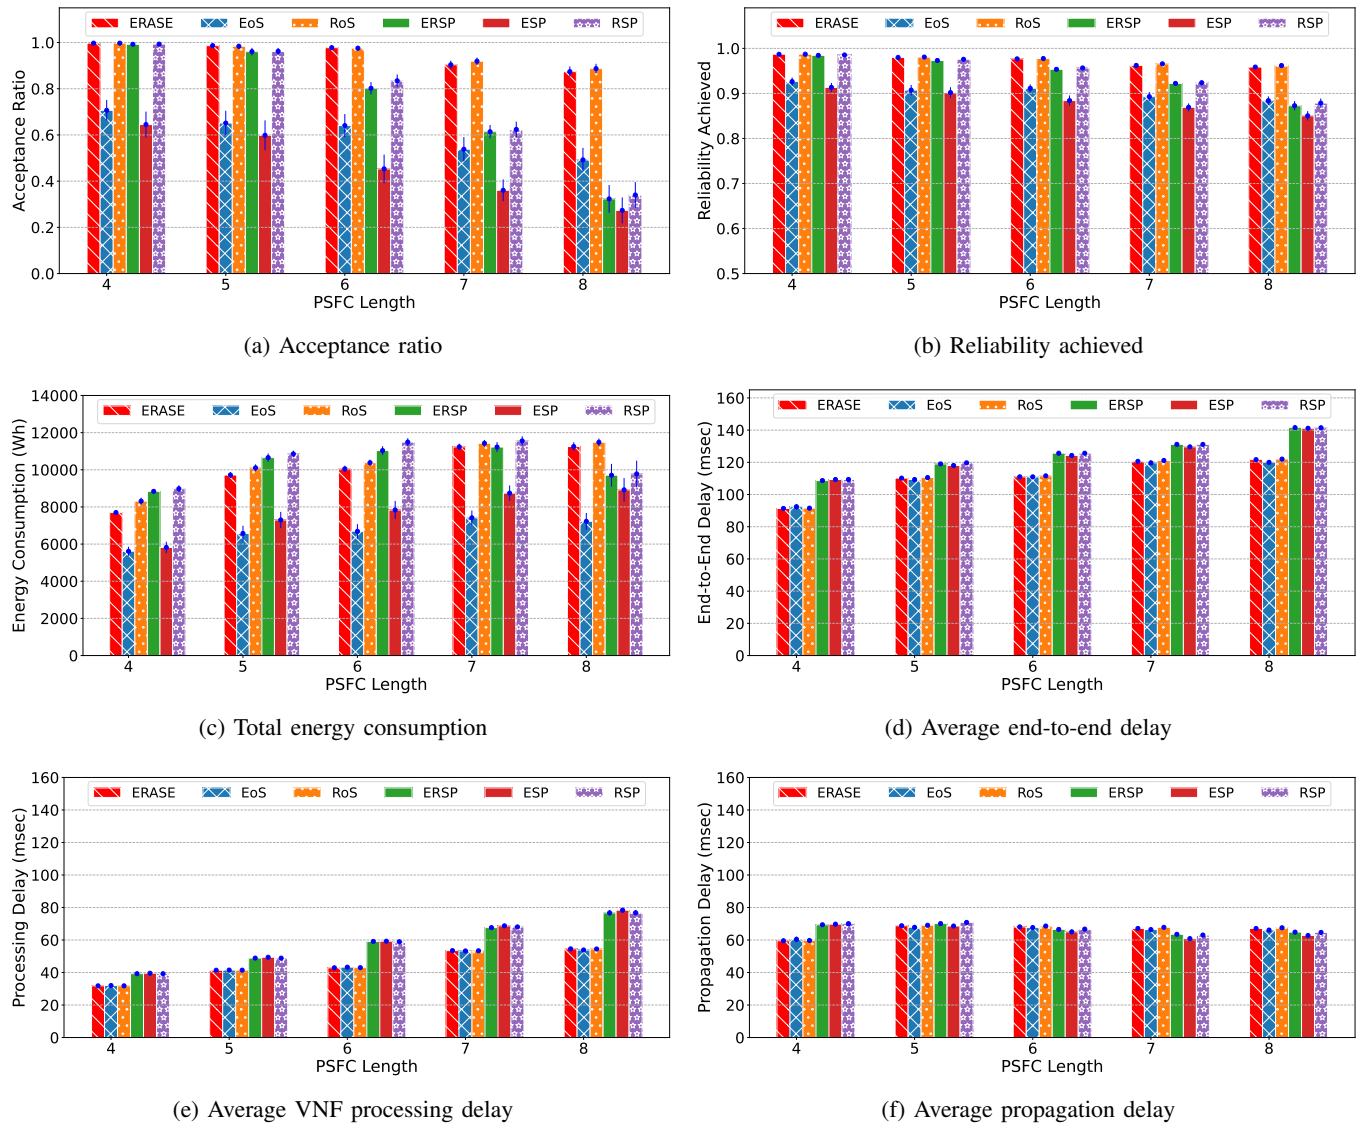 ERASE EoS RoS ERSP ESP RSP
1.0
0.8
0.6
0.4
0.2
0.0
Acceptance Ratio
4 5 6 7 8
PSFC Length
(a) Acceptance ratio
ERASE EoS RoS ERSP ESP RSP
1.0
0.9
0.8
0.7
0.6
0.5
Reliability Achieved
4 5 6 7 8
PSFC Length
(b) Reliability achieved
14000
ERASE EoS RoS ERSP ESP RSP
12000
10000
8000
6000
4000
2000
0
Energy Consumption (Wh)
4 5 6 7 8
PSFC Length
(c) Total energy consumption
160
ERASE EoS RoS ERSP ESP RSP
140
120
100
80
60
40
20
0
End-to-End Delay (msec)
4 5 6 7 8
PSFC Length
(d) Average end-to-end delay
160
ERASE EoS RoS ERSP ESP RSP
140
120
100
80
60
40
20
0
Processing Delay (msec)
4 5 6 7 8
PSFC Length
(e) Average VNF processing delay
160
ERASE EoS RoS ERSP ESP RSP
140
120
100
80
60
40
20
0
Propagation Delay (msec)
4 5 6 7 8
PSFC Length
(f) Average propagation delay